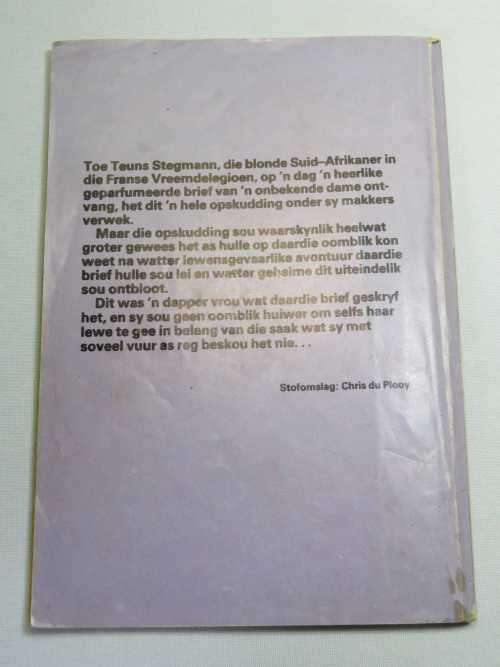 Toe Teuns Stegmann, die blonde Suid-Afrikaner in
die Franse Vreemdelegioen, op 'n dag 'n heerlike
geparfumeerde brief van 'n onbekende dame ont-
vang, het dit 'n hele opskudding onder sy makkers
verwek.
Maar die opskudding sou waarskynlik heelwat
groter gewees het as hulle op daardie oomblik kon
weet na watter lewensgevaarlike avontuur daardie
brief hulle sou lei en watter geheime dit uiteindelik
sou ontbloot.
Dit was 'n dapper vrou wat daardie brief geskryf
het, en sy sou geen oomblik huiwer om selfs haar
lewe te gee in belang van die saak wat sy met
soveel vuur as reg beskou het nie...
Stofomslag: Chris du Plooy